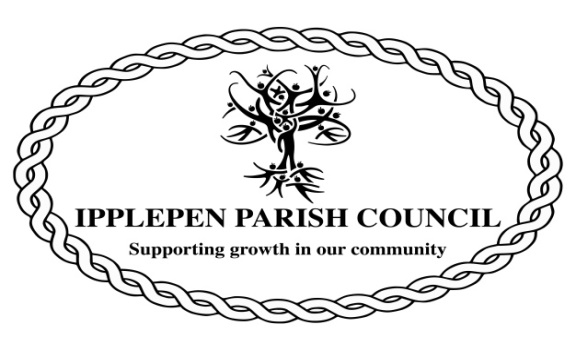 IPPLEPEN PARISH COUNCIL
Supporting growth in our community